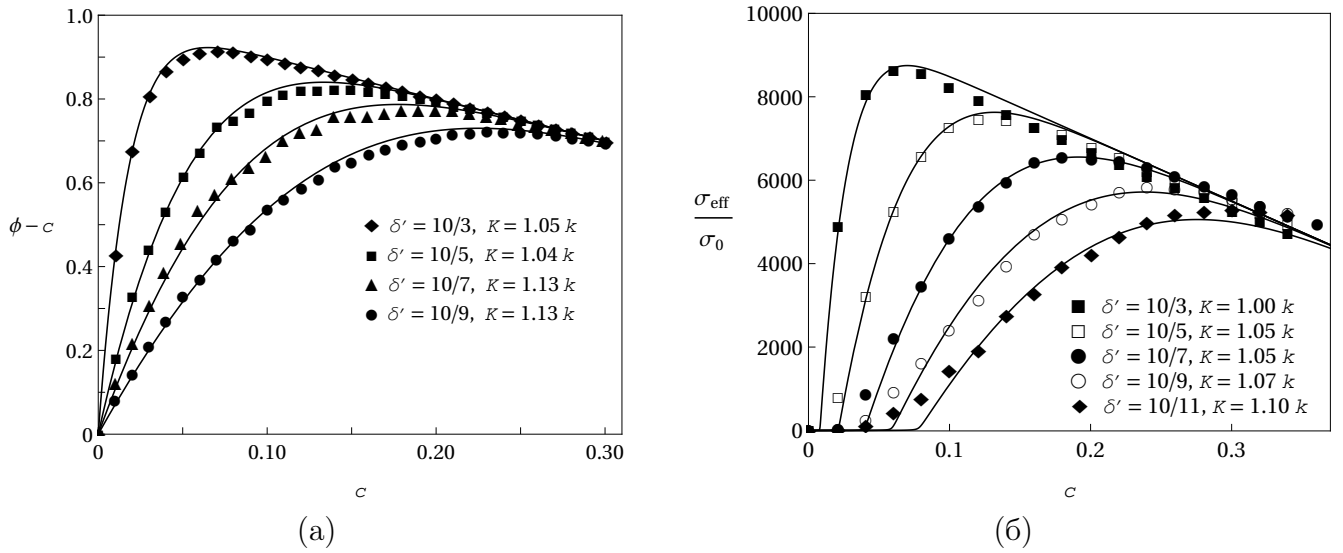 1.0
0.8
0.6
0.4
0.2
0
ϕ – c
δ′ = 10/3, K = 1.05 k
δ′ = 10/5, K = 1.04 k
δ′ = 10/7, K = 1.13 k
δ′ = 10/9, K = 1.13 k
0 0.10 0.20 0.30
c
(а)
10000
8000
6000
4000
2000
0
σeff
σ0
δ′ = 10/3, K = 1.00 k
δ′ = 10/5, K = 1.05 k
δ′ = 10/7, K = 1.05 k
δ′ = 10/9, K = 1.07 k
δ′ = 10/11, K = 1.10 k
0 0.1 0.2 0.3
c
(б)